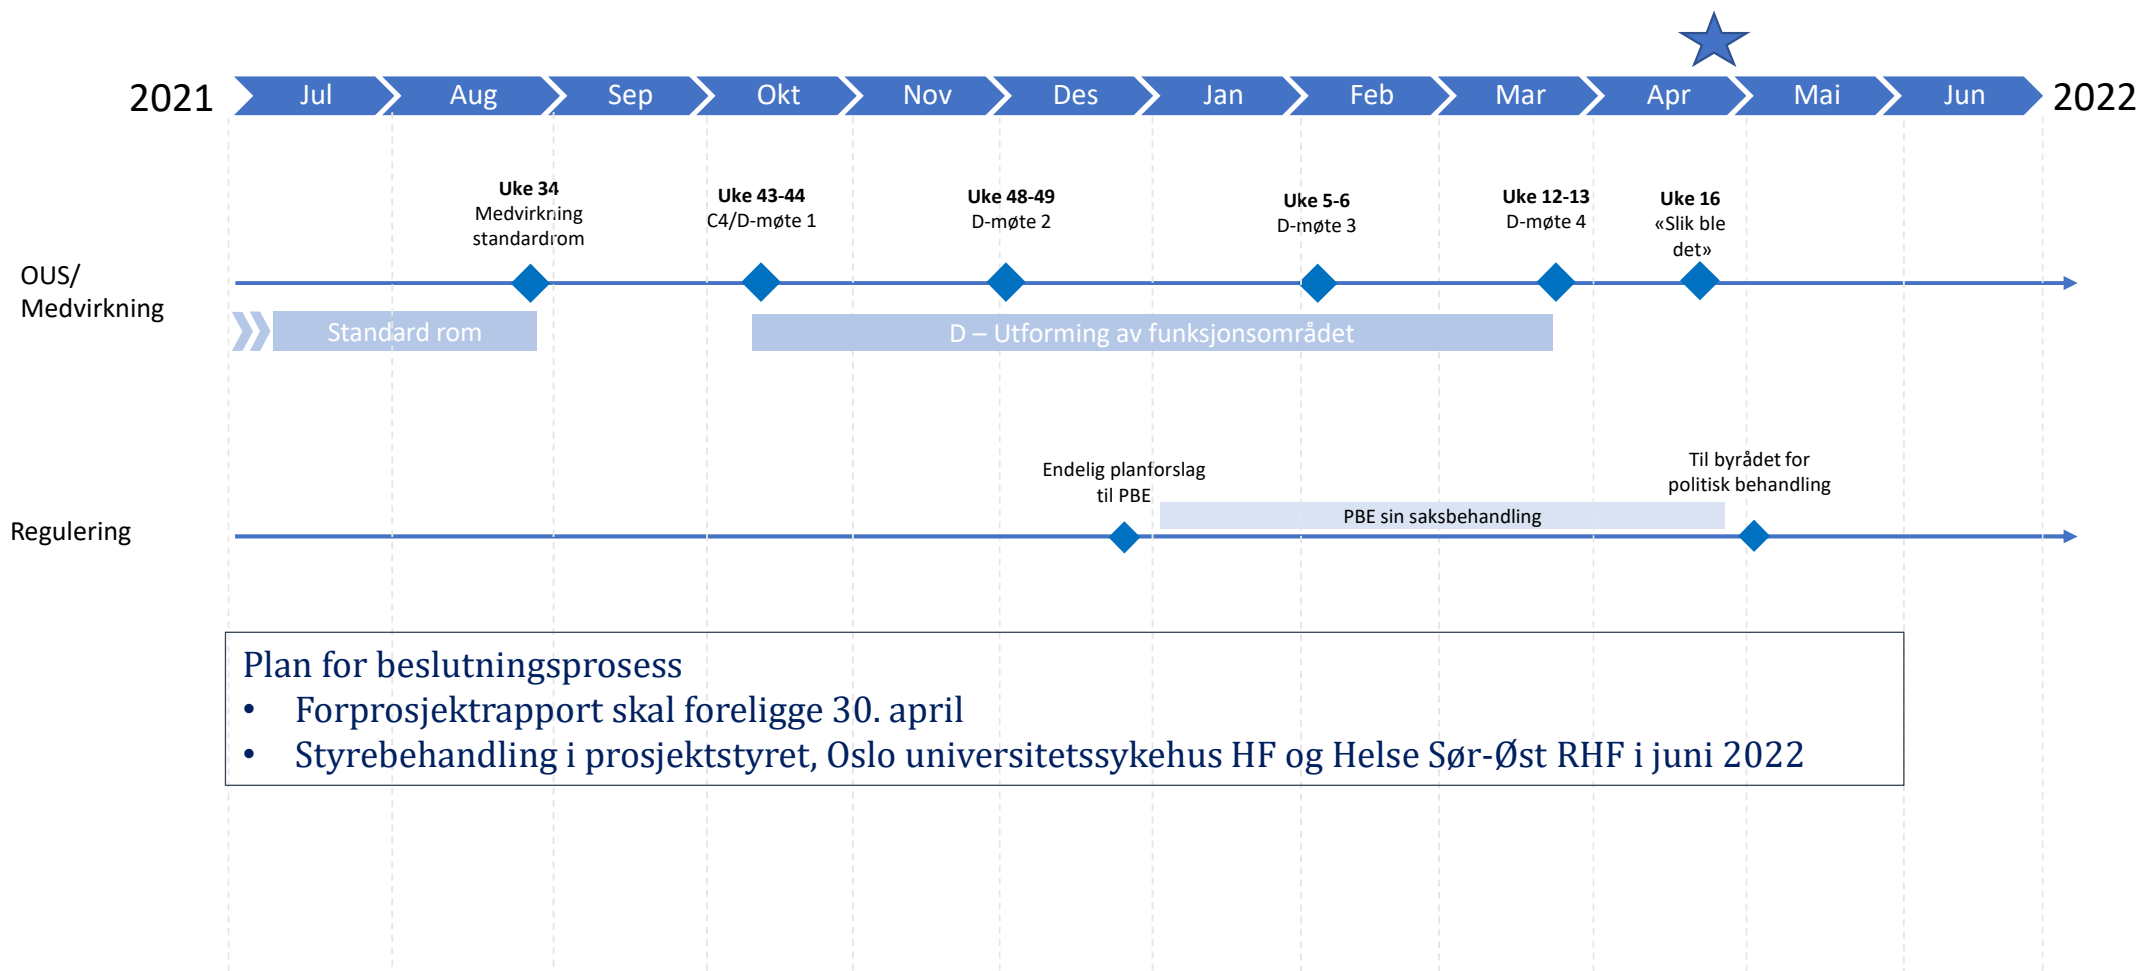 2021
Jul
Aug
Sep
Okt
Nov
Des
Jan
Feb
Mar
Apr
Mai
Jun
2022
Uke 34
Medvirkning
standardrom
Uke 43-44
C4/D-møte 1
Uke 48-49
D-møte 2
Uke 5-6
D-møte 3
Uke 12-13
D-møte 4
Uke 16
«Slik ble
det»
OUS/
Medvirkning
Standard rom
D – Utforming av funksjonsområdet
Endelig planforslag
til PBE
Til byrådet for
politisk behandling
PBE sin saksbehandling
Regulering
Plan for beslutningsprosess
• Forprosjektrapport skal foreligge 30. april
• Styrebehandling i prosjektstyret, Oslo universitetssykehus HF og Helse Sør-Øst RHF i juni 2022